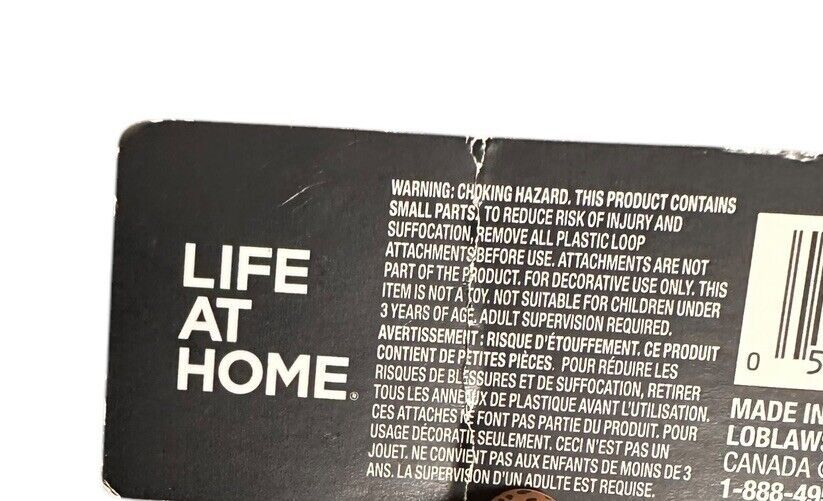 LIFE
AT
HOME®
WARNING: CHOKING HAZARD. THIS PRODUCT CONTAINS
SMALL PARTS, TO REDUCE RISK OF INJURY AND
SUFFOCATION, REMOVE ALL PLASTIC LOOP
ATTACHMENTS BEFORE USE. ATTACHMENTS ARE NOT
PART OF THE PRODUCT. FOR DECORATIVE USE ONLY. THIS
ITEM IS NOT A TOY. NOT SUITABLE FOR CHILDREN UNDER
3 YEARS OF AGE. ADULT SUPERVISION REQUIRED.
AVERTISSEMENT : RISQUE D'ÉTOUFFEMENT. CE PRODUIT
CONTIENT DE PETITES PIÈCES. POUR RÉDUIRE LES
RISQUES DE BLESSURES ET DE SUFFOCATION, RETIRER
TOUS LES ANNEAUX DE PLASTIQUE AVANT L'UTILISATION.
CES ATTACHES NE FONT PAS PARTIE DU PRODUIT. POUR
USAGE DÉCORATIF SEULEMENT. CECI N'EST PAS UN
JOUET. NE CONVIENT PAS AUX ENFANTS DE MOINS DE 3
ANS. LA SUPERVISION D'UN ADULTE EST REQUISE
0 5
MADE IN
LOBLAWS
CANADA
1-888-49